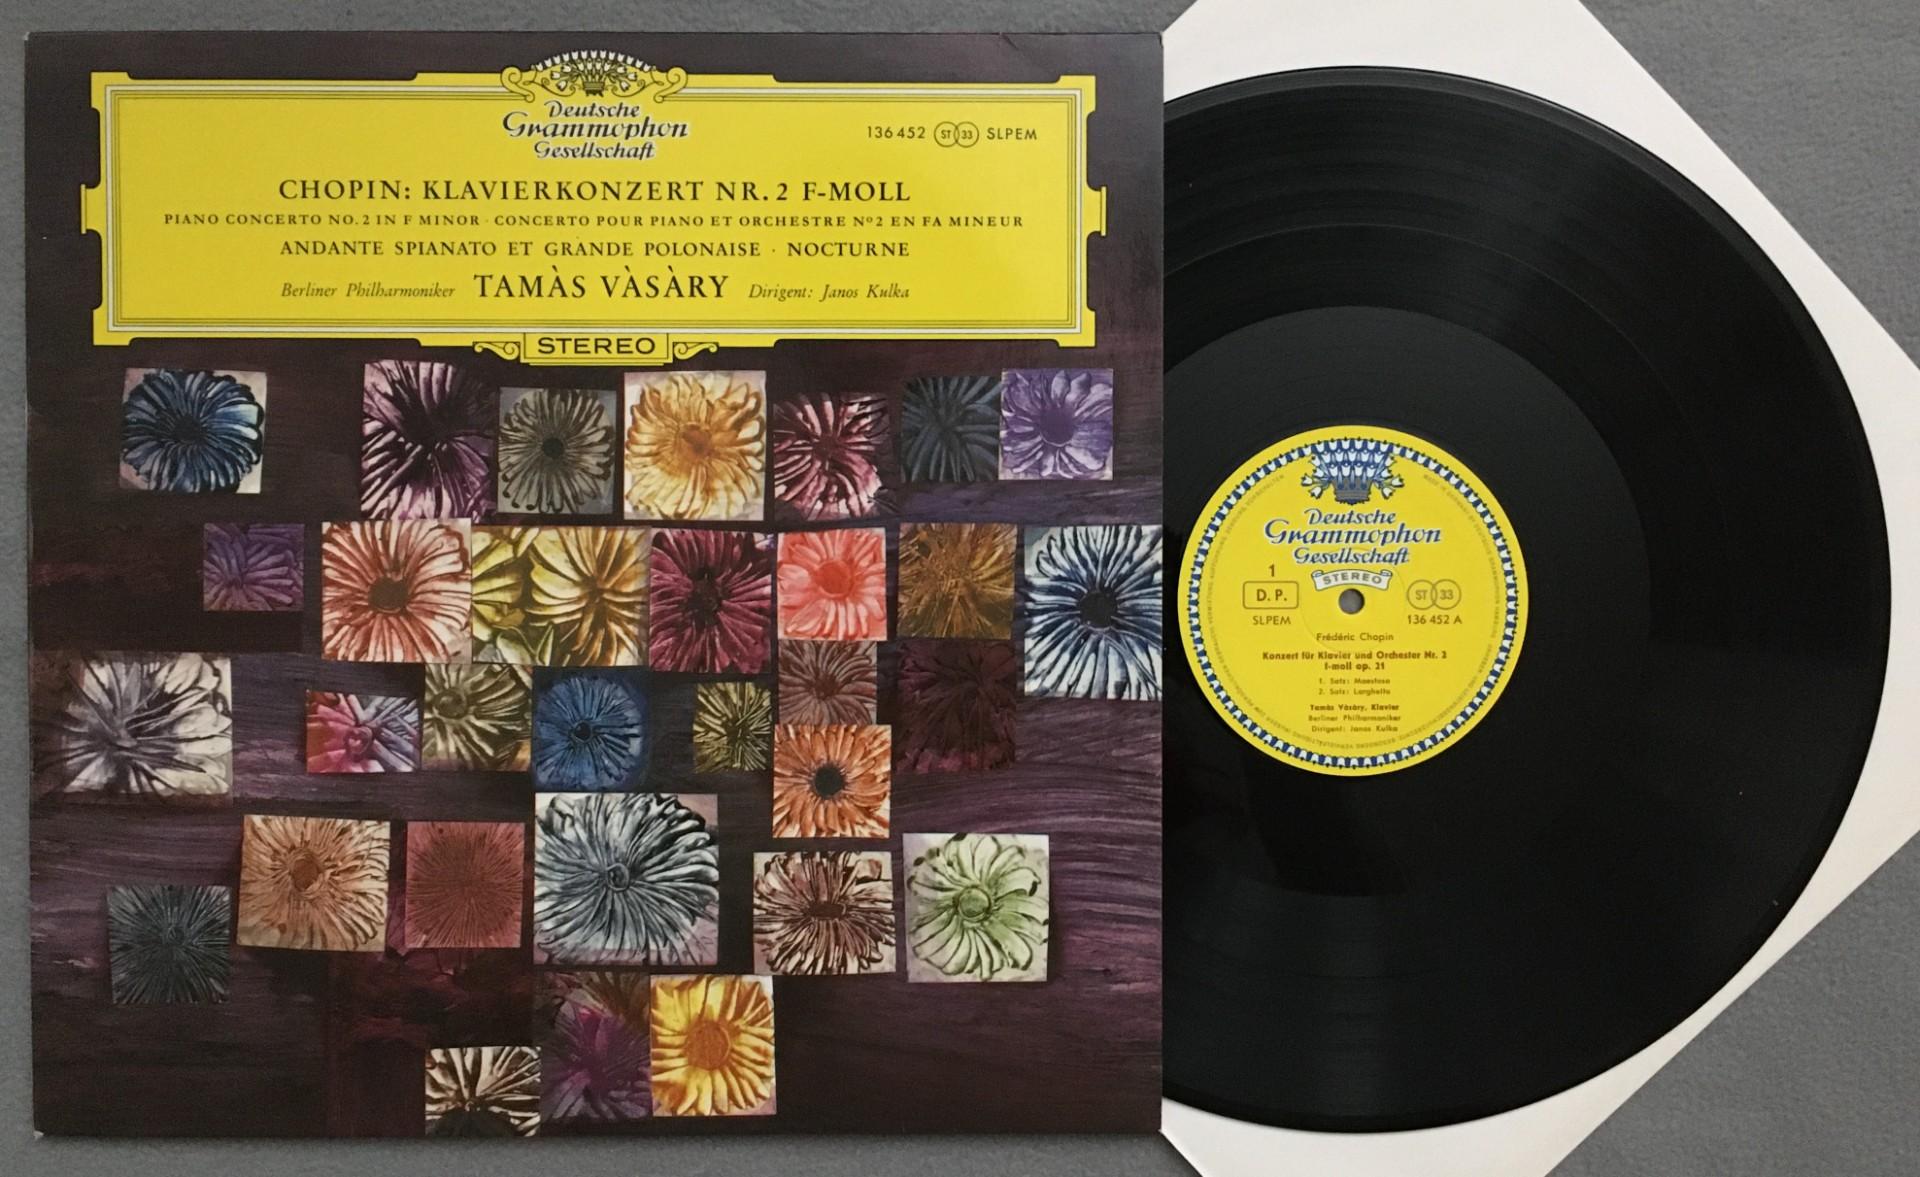 Deutsche
Grammophon
Gesellschaft
136 452 ST 33 SLPEM
CHOPIN: KLAVIERKONZERT NR. 2 F-MOLL
PIANO CONCERTO NO. 2 IN F MINOR · CONCERTO POUR PIANO ET ORCHESTRE Nº 2 EN FA MINEUR
ANDANTE SPIANATO ET GRANDE POLONAISE · NOCTURNE
Berliner Philharmoniker TAMÀS VÀSÀRY Dirigent: Janos Kulka
STEREO
Deutsche
Grammophon
Gesellschaft
STEREO
1
D. P.
SLPEM
ST 33
136 452 A
Frédéric Chopin
Konzert für Klavier und Orchester Nr. 2
f-moll op. 21
1. Satz: Maestoso
2. Satz: Larghetto
Tamàs Vàsàry, Klavier
Berliner Philharmoniker
Dirigent: Janos Kulka